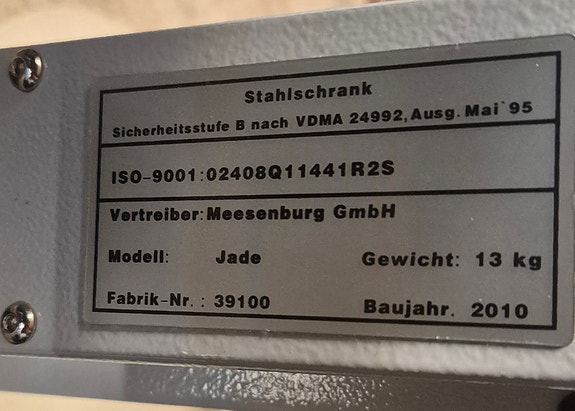 Stahlschrank
Sicherheitsstufe B nach VDMA 24992, Ausg. Mai`95
ISO-9001:02408Q11441R2S
Vertreiber: Meesenburg GmbH
Modell: Jade Gewicht: 13 kg
Fabrik-Nr.: 39100 Baujahr. 2010